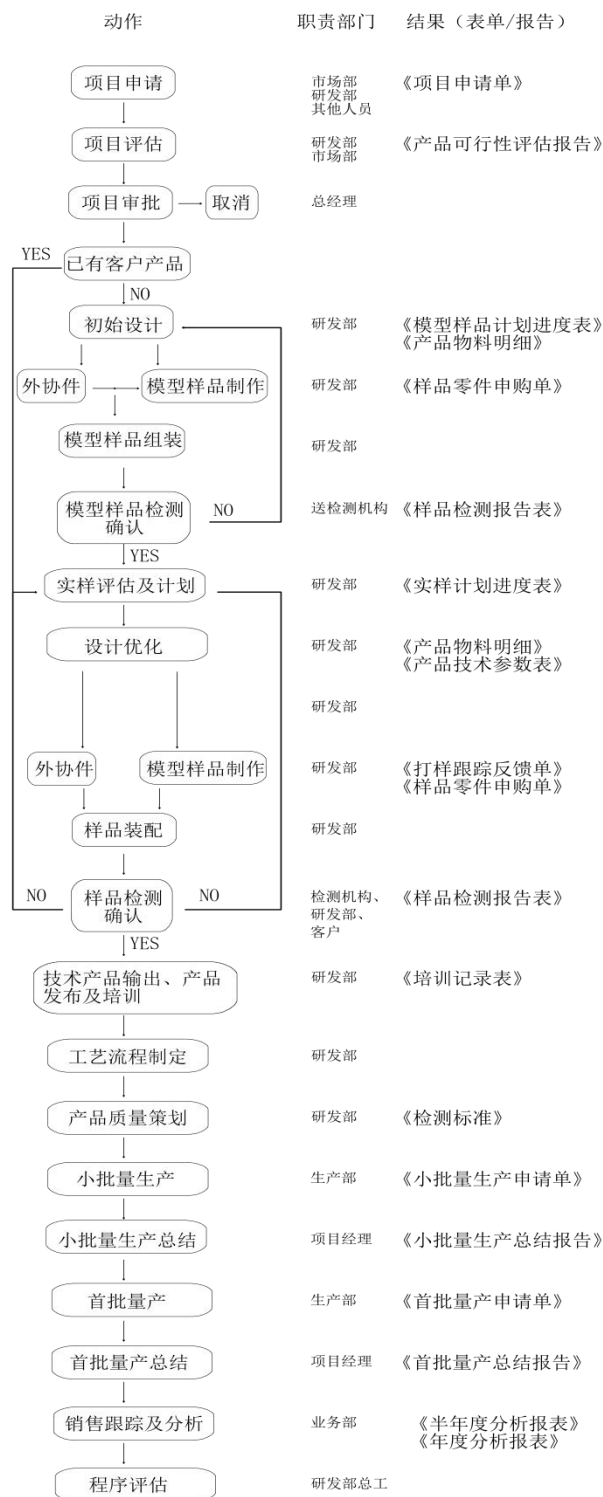 动作 职责部门 结果（表单/报告）
项目申请 市场部 《项目申请单》
研发部
其他人员
项目评估 研发部 《产品可行性评估报告》
市场部
项目审批 取消 总经理
YES
已有客户产品
NO
初始设计 研发部 《模型样品计划进度表》
《产品物料明细》
外协件 模型样品制作 研发部 《样品零件申购单》
模型样品组装 研发部
模型样品检测 NO 送检测机构 《样品检测报告表》
确认
YES
实样评估及计划 研发部 《实样计划进度表》
设计优化 研发部 《产品物料明细》
《产品技术参数表》
研发部
外协件 模型样品制作 研发部 《打样跟踪反馈单》
《样品零件申购单》
样品装配 研发部
NO 样品检测 NO 检测机构、 《样品检测报告表》
确认 研发部、
客户
YES
技术产品输出、产品 研发部 《培训记录表》
发布及培训
工艺流程制定 研发部
产品质量策划 研发部 《检测标准》
小批量生产 生产部 《小批量生产申请单》
小批量生产总结 项目经理 《小批量生产总结报告》
首批量产 生产部 《首批量产申请单》
首批量产总结 项目经理 《首批量产总结报告》
销售跟踪及分析 业务部 《半年度分析报表》
《年度分析报表》
程序评估 研发部总工